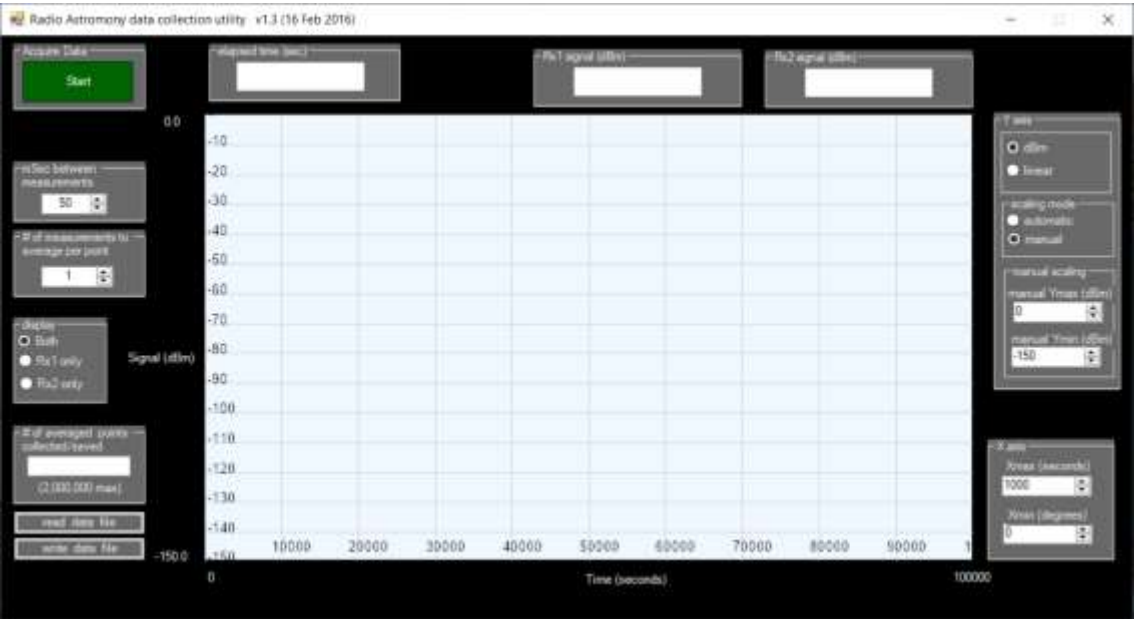 Radio Astromony data collection utility v1.3 (16 Feb 2016)
Acquire Data
Start
elapsed time (sec)
Rx1 signal (dBm)
Rx2 signal (dBm)
mSec between
measurements
50
# of measurements to
average per point
1
display
Both
Rx1 only
Rx2 only
# of averaged points
collected/saved
(2,000,000 max)
read data file
write data file
0.0
Signal (dBm)
-150.0
-10
-20
-30
-40
-50
-60
-70
-80
-90
-100
-110
-120
-130
-140
-150
10000 20000 30000 40000 50000 60000 70000 80000 90000 1
0 Time (seconds) 100000
Y axis
dBm
linear
scaling mode
automatic
manual
manual scaling
manual Ymax (dBm)
0
manual Ymin (dBm)
-150
X axis
Xmax (seconds)
1000
Xmin (degrees)
0